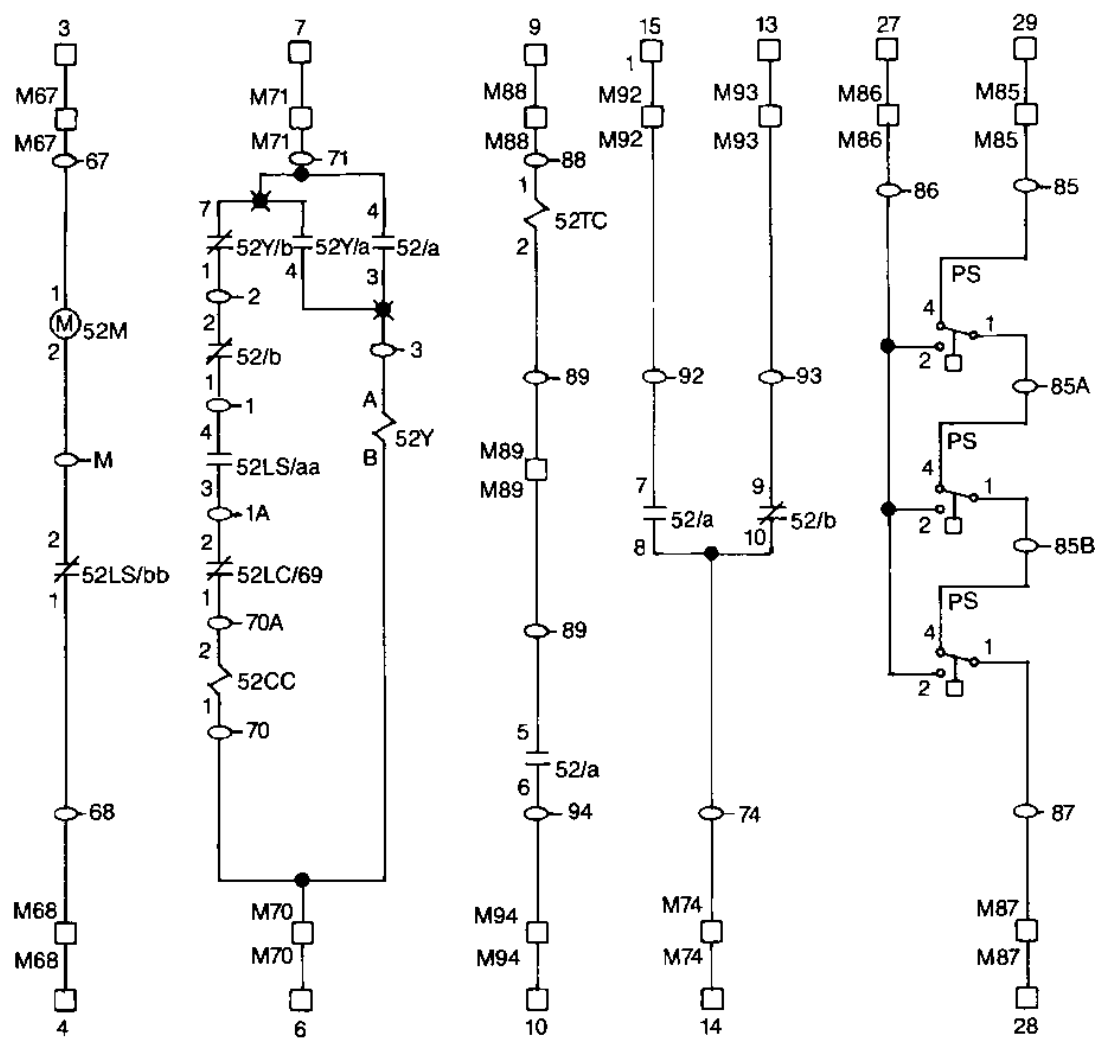 3
7
9
15
13
27
29
1
M67
M71
M88
M92
M93
M86
M85
M67
M71
M88
M92
M93
M86
M85
67
71
88
86
85
7
4
1
52Y/b
52Y/a
52/a
52TC
1
4
3
2
2
PS
4
1
2
1
52M
2
2
52/b
3
89
92
93
85A
1
1
A
52Y
B
PS
4
1
2
M
4
52LS/aa
M89
M89
3
1A
7
52/a
8
9
52/b
10
85B
2
52LS/bb
1
2
52LC/69
1
70A
89
PS
4
1
2
2
52CC
1
70
5
52/a
6
68
94
74
87
M68
M70
M94
M74
M87
M68
M70
M94
M74
M87
4
6
10
14
28